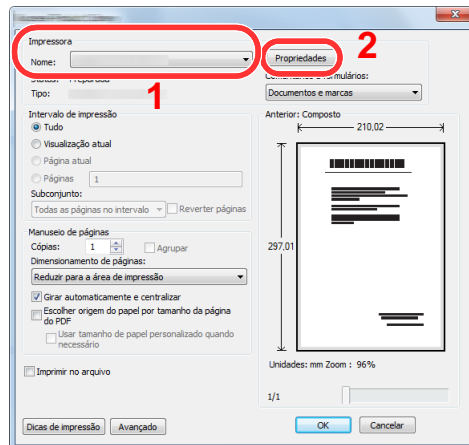 Impressora
Nome:
Propriedades
2
1
Status: Preparada
Comentários e formulários:
Tipo:
Documentos e marcas
Intervalo de impressão
Tudo
Visualização atual
Página atual
Páginas 1
Subconjunto:
Todas as páginas no intervalo Reverter páginas
Manuseio de páginas
Cópias: 1 Agrupar
Dimensionamento de páginas:
Reduzir para a área de impressão
Girar automaticamente e centralizar
Escolher origem do papel por tamanho da página
do PDF
Usar tamanho de papel personalizado quando
necessário
Imprimir no arquivo
Dicas de impressão Avançado
Anterior: Composto
210,02
297,01
Unidades: mm Zoom : 96%
1/1
OK Cancelar